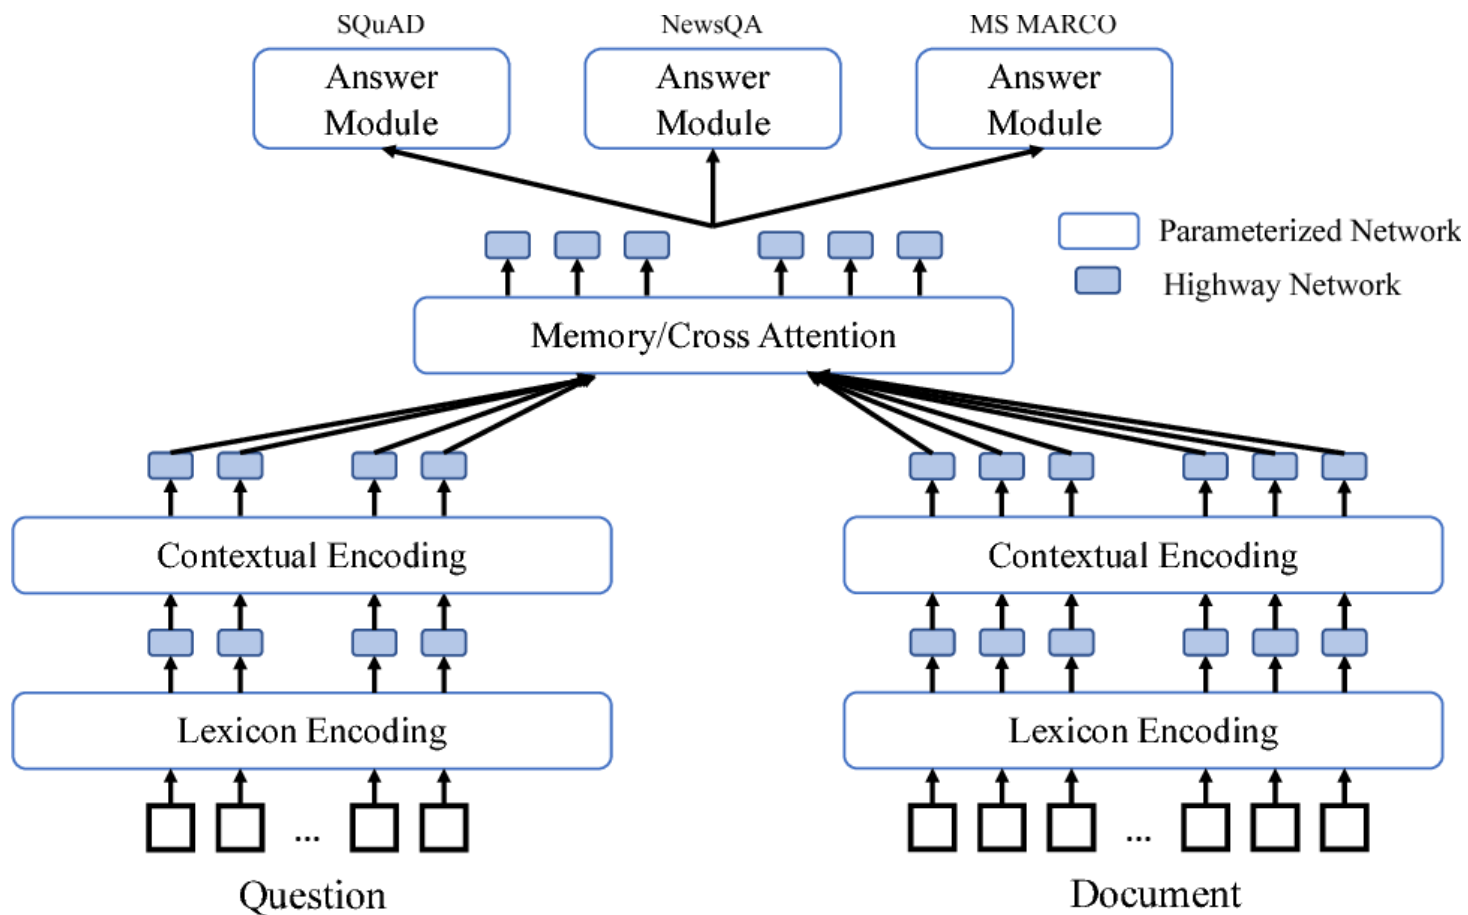 SQuAD
NewsQA
MS MARCO
Answer
Module
Answer
Module
Answer
Module
Parameterized Network
Highway Network
Memory/Cross Attention
Contextual Encoding
Contextual Encoding
Lexicon Encoding
Lexicon Encoding
...
...
Question
Document